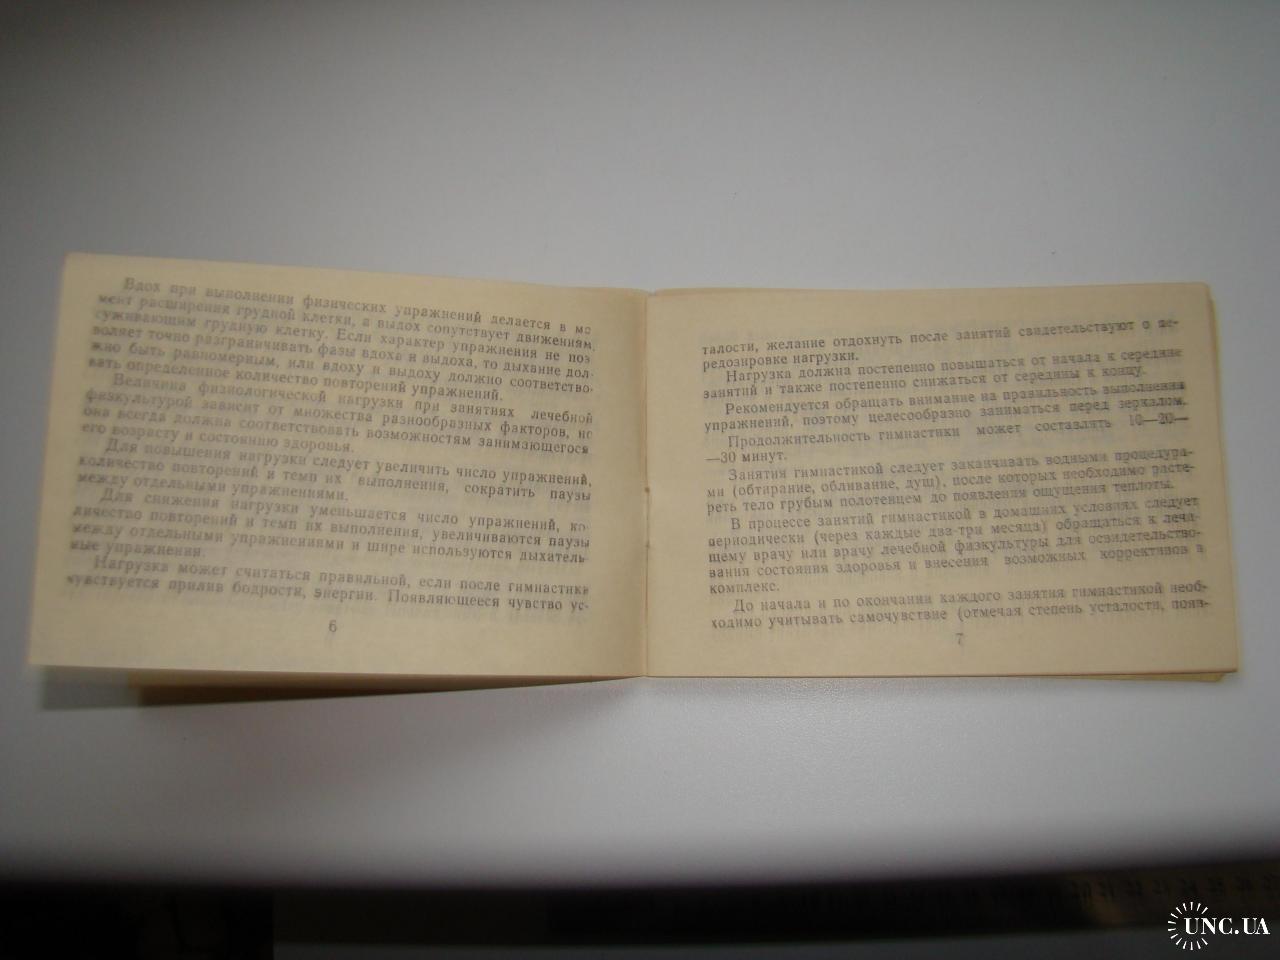 Вдох при выполнении физических упражнений делается в мо
мент расширения грудной клетки, а выдох сопутствует движениям,
суживающим грудную клетку. Если характер упражнения не поз
воляет точно разграничивать фазы вдоха и выдоха, то дыхание дол-
жно быть равномерным, или вдоху и выдоху должно соответство-
вать определенное количество повторений упражнений.
Величина физиологической нагрузки при занятиях лечебной
физкультурой зависит от множества разнообразных факторов, но
она всегда должна соответствовать возможностям занимающегося
его возрасту и состоянию здоровья.
Для повышения нагрузки следует увеличить число упражнений,
количество повторений и темп их выполнения, сократить паузы
между отдельными упражнениями.
Для снижения нагрузки уменьшается число упражнений, ко-
личество повторений и темп их выполнения, увеличиваются паузы
между отдельными упражнениями и шире используются дыхатель-
ные упражнения.
Нагрузка может считаться правильной, если после гимнастики
чувствуется прилив бодрости, энергии. Появляющееся чувство ус-
6
талости, желание отдохнуть после занятий свидетельствуют о пе-
редозировке нагрузки.
Нагрузка должна постепенно повышаться от начала к середине
занятий и также постепенно снижаться от середины к концу.
Рекомендуется обращать внимание на правильность выполнения
упражнений, поэтому целесообразно заниматься перед зеркалом.
Продолжительность гимнастики может составлять 10—20—
—30 минут.
Занятия гимнастикой следует заканчивать водными процедура-
ми (обтирание, обливание, душ), после которых необходимо расте-
реть тело грубым полотенцем до появления ощущения теплоты.
В процессе занятий гимнастикой в домашних условиях следует
периодически (через каждые два-три месяца) обращаться к леча-
щему врачу или врачу лечебной физкультуры для освидетельство-
вания состояния здоровья и внесения возможных коррективов в
комплекс.
До начала и по окончании каждого занятия гимнастикой необ-
ходимо учитывать самочувствие (отмечая степень усталости, появ-
7
UNC.UA